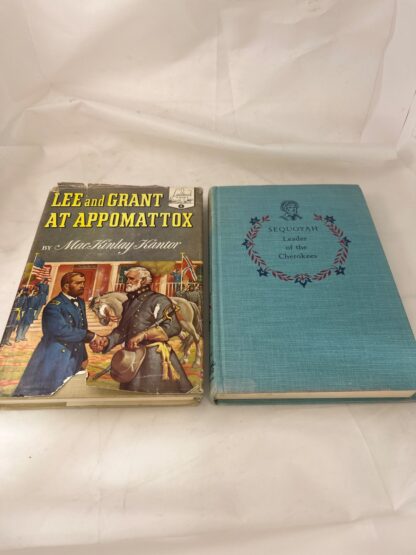 LEE and GRANT
AT APPOMATTOX
BY MacKinlay Kantor
SEQUOYAH
Leader
of the
Cherokees